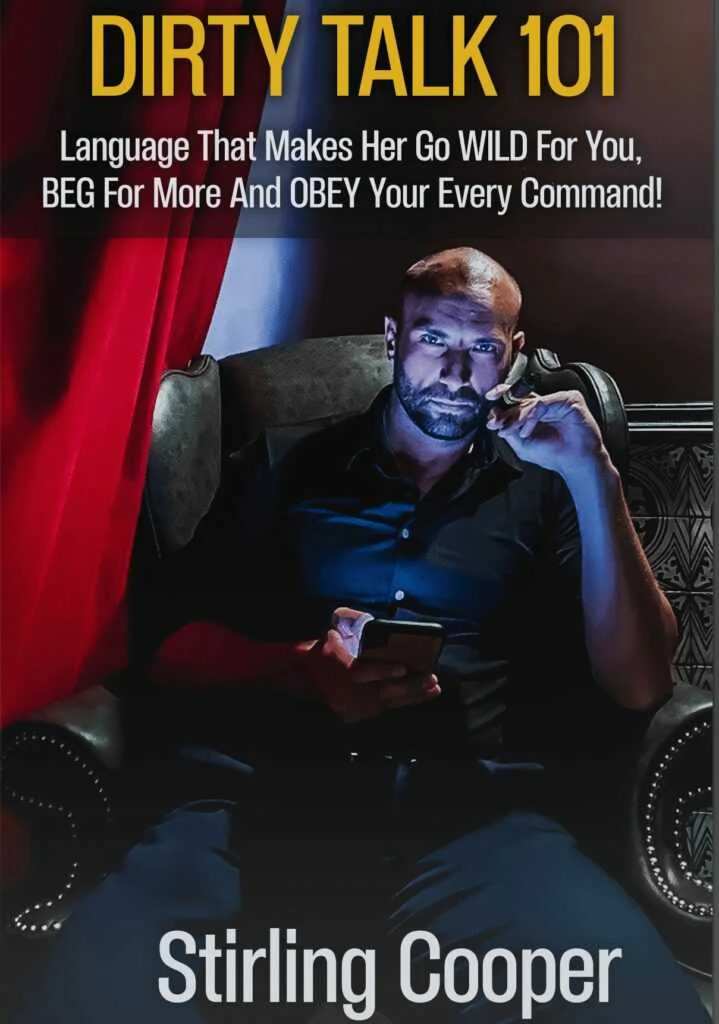 DIRTY TALK 101
Language That Makes Her Go WILD For You,
BEG For More And OBEY Your Every Command!
Stirling Cooper